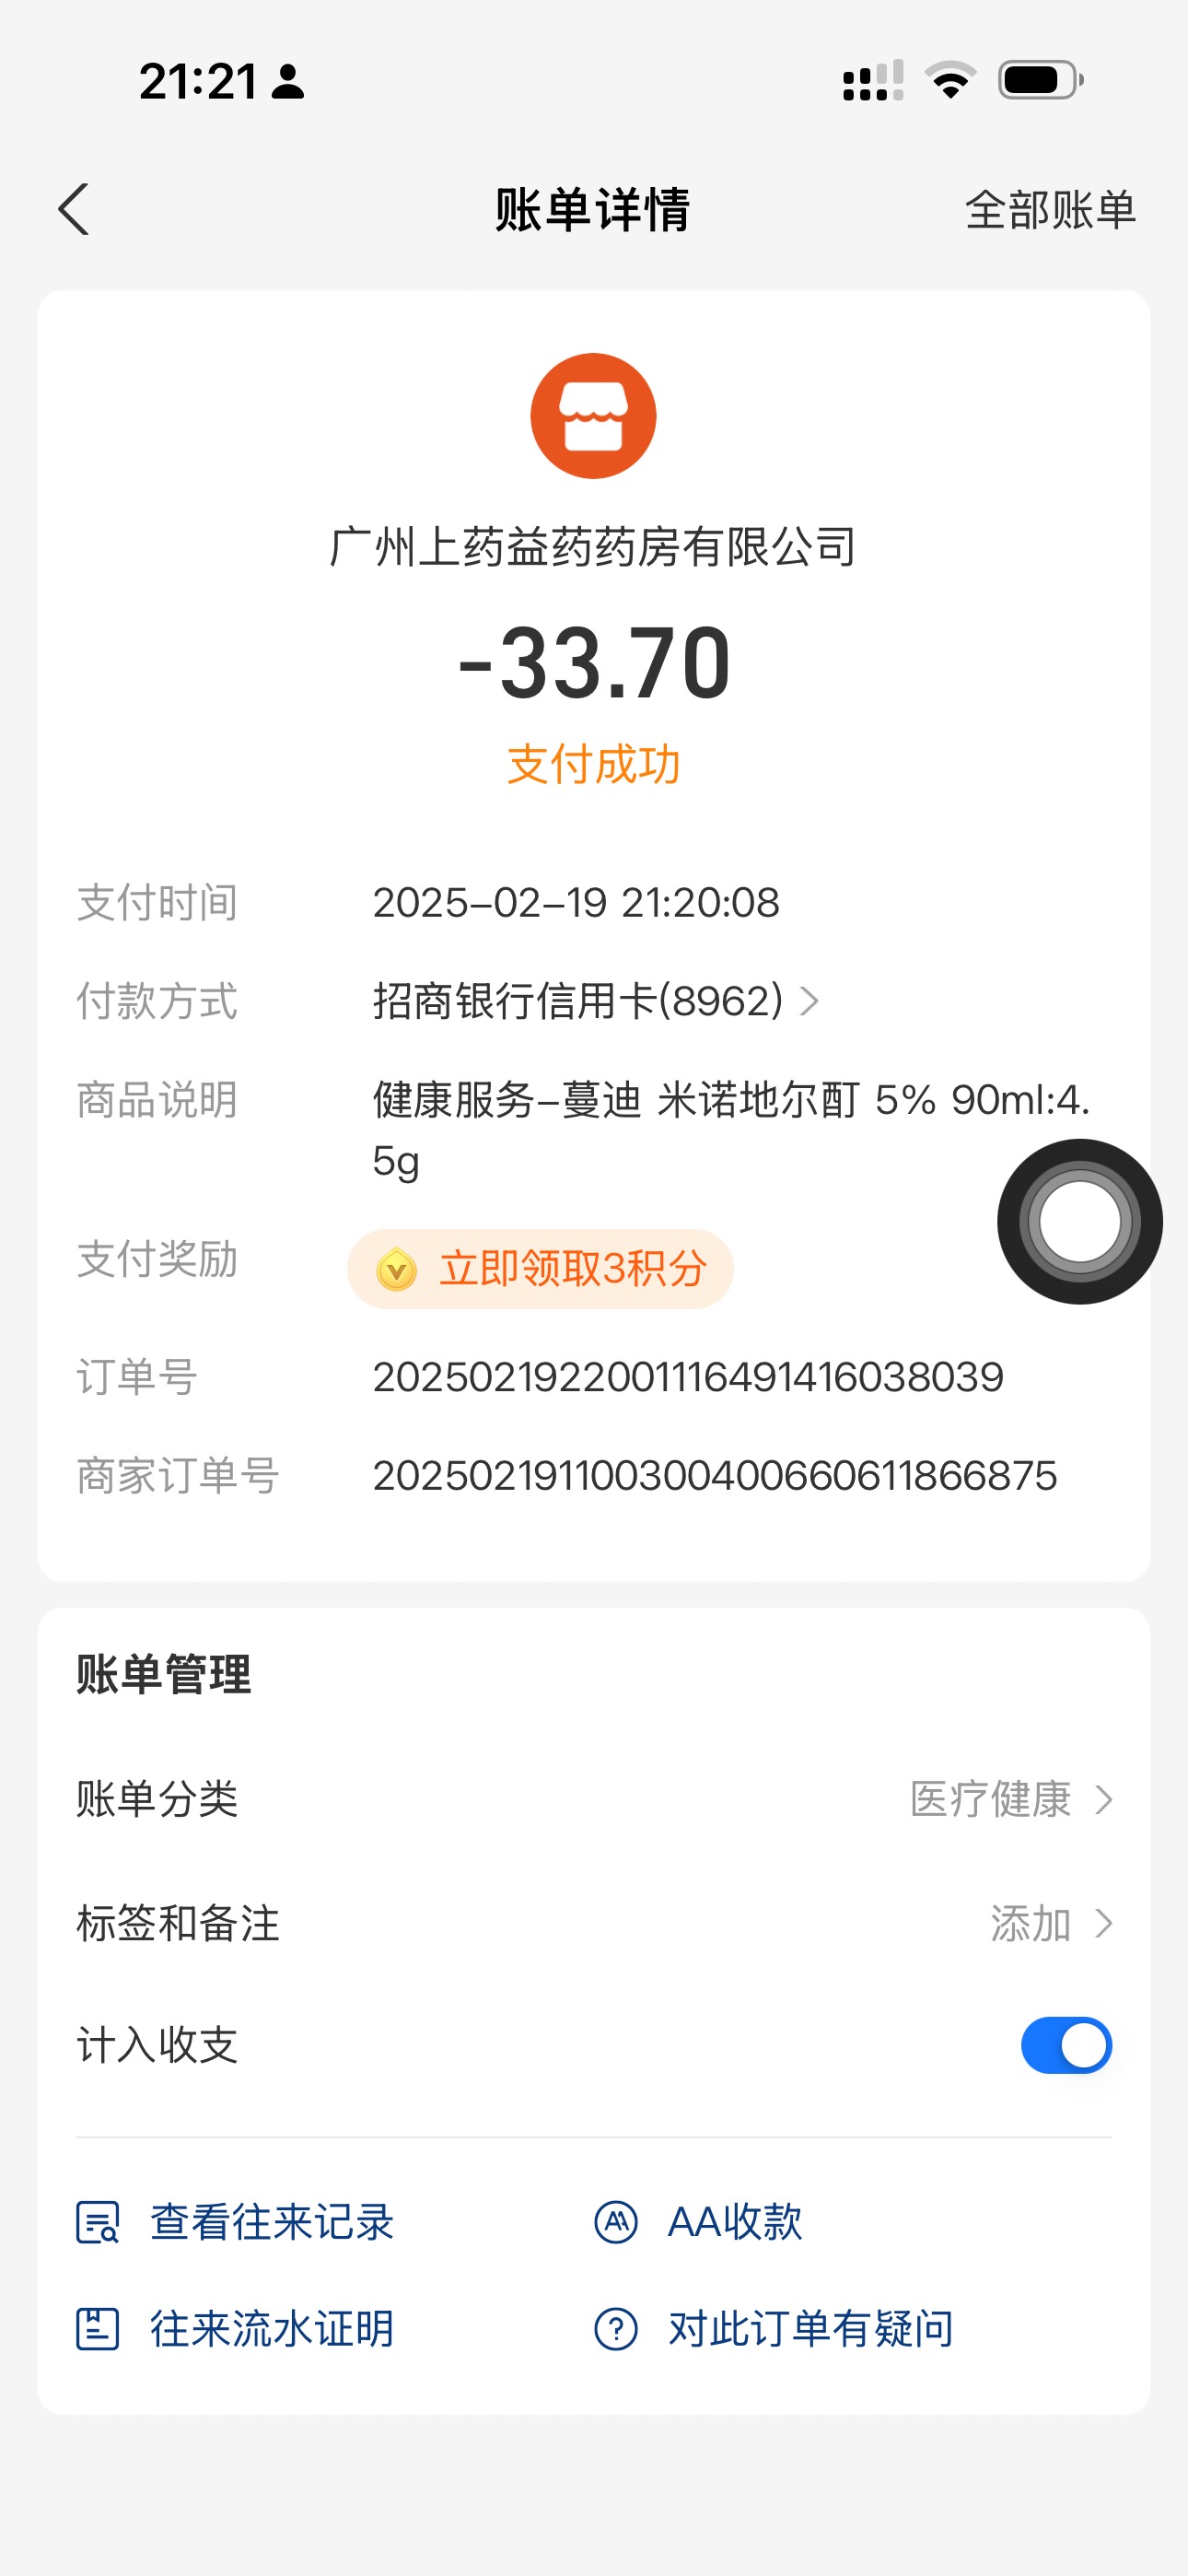 21:21
账单详情
全部账单
广州上药益药药房有限公司
-33.70
支付成功
支付时间 2025-02-19 21:20:08
付款方式 招商银行信用卡(8962)
商品说明 健康服务-蔓迪 米诺地尔酊 5% 90ml:4.
5g
支付奖励 立即领取3积分
订单号 2025021922001116491416038039
商家订单号 20250219110030040066060611866875
账单管理
账单分类 医疗健康
标签和备注 添加
计入收支
查看往来记录 AA收款
往来流水证明 对此订单有疑问